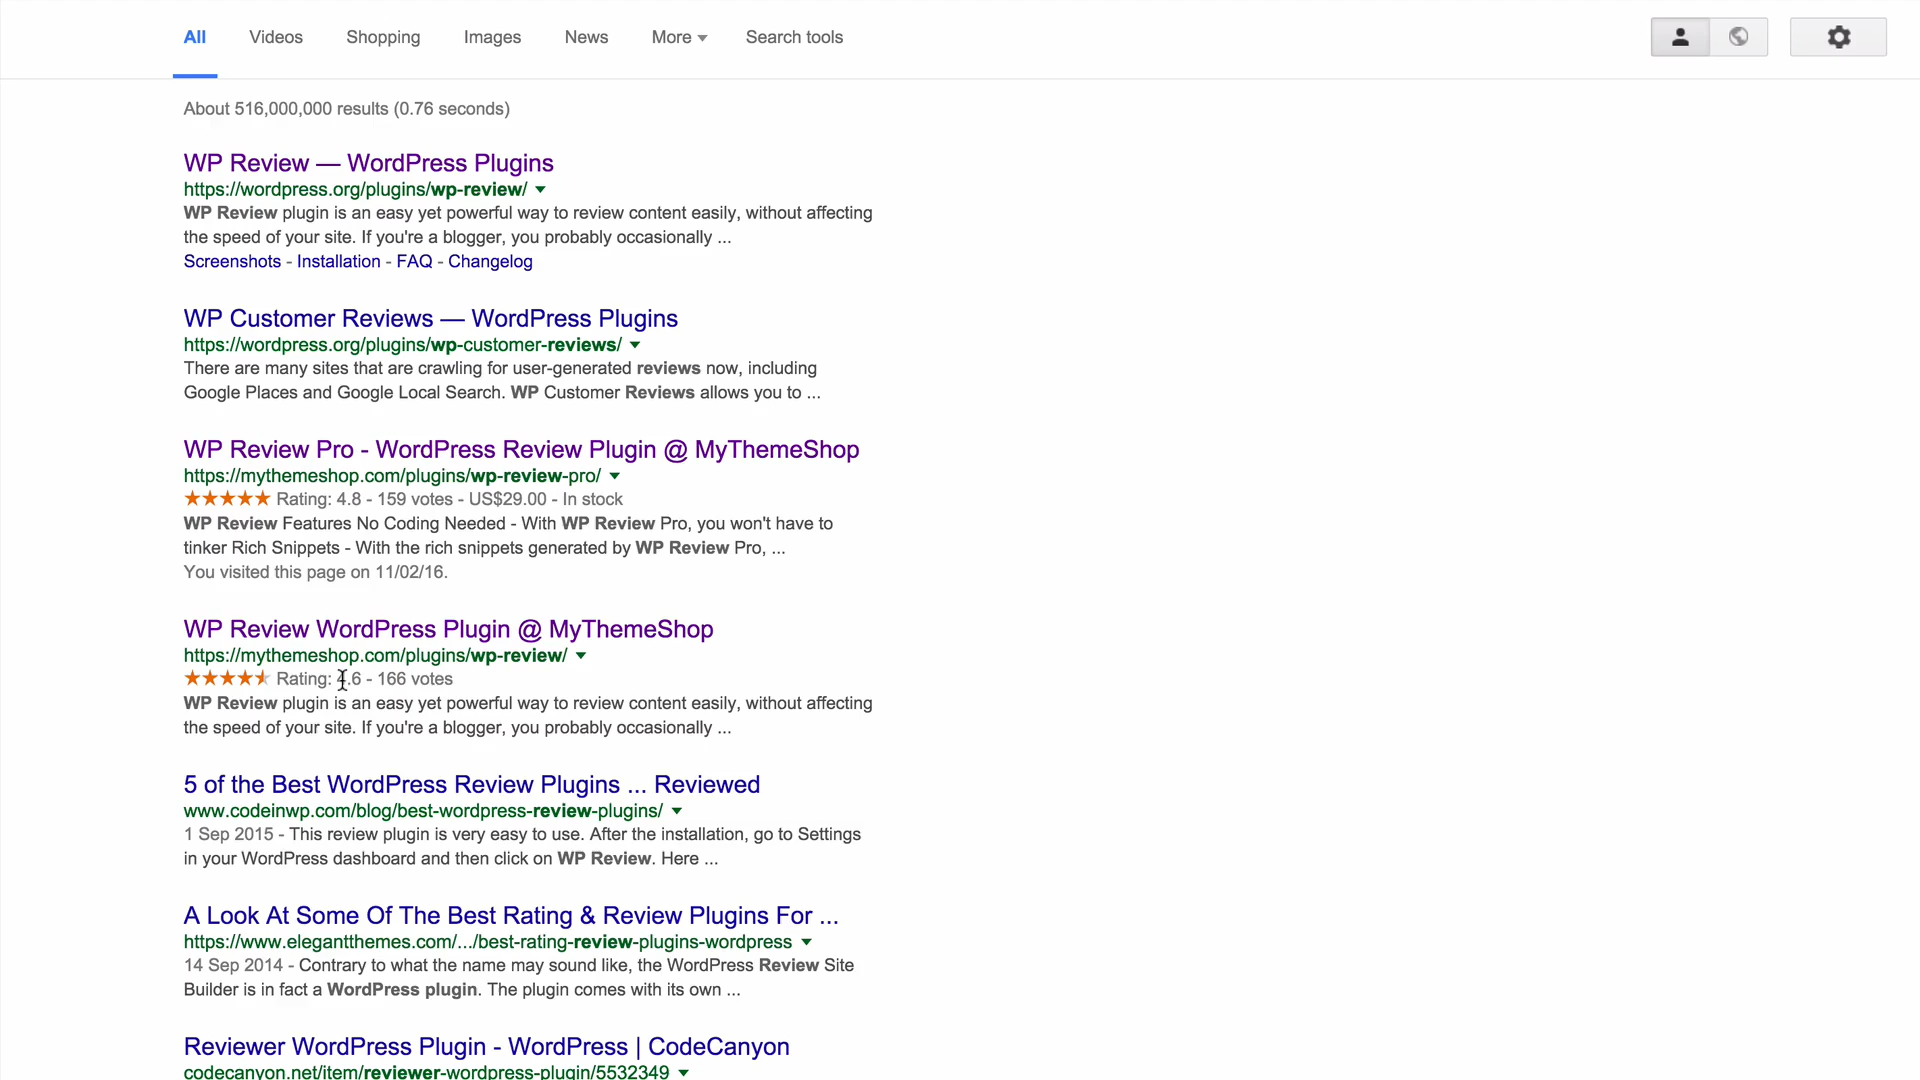 All Videos Shopping Images News More Search tools
About 516,000,000 results (0.76 seconds)
WP Review — WordPress Plugins
https://wordpress.org/plugins/wp-review/
WP Review plugin is an easy yet powerful way to review content easily, without affecting
the speed of your site. If you're a blogger, you probably occasionally ...
Screenshots - Installation - FAQ - Changelog
WP Customer Reviews — WordPress Plugins
https://wordpress.org/plugins/wp-customer-reviews/
There are many sites that are crawling for user-generated reviews now, including
Google Places and Google Local Search. WP Customer Reviews allows you to ...
WP Review Pro - WordPress Review Plugin @ MyThemeShop
https://mythemeshop.com/plugins/wp-review-pro/
Rating: 4.8 - 159 votes - US$29.00 - In stock
WP Review Features No Coding Needed - With WP Review Pro, you won't have to
tinker Rich Snippets - With the rich snippets generated by WP Review Pro, ...
You visited this page on 11/02/16.
WP Review WordPress Plugin @ MyThemeShop
https://mythemeshop.com/plugins/wp-review/
Rating: 4.6 - 166 votes
WP Review plugin is an easy yet powerful way to review content easily, without affecting
the speed of your site. If you're a blogger, you probably occasionally ...
5 of the Best WordPress Review Plugins ... Reviewed
www.codeinwp.com/blog/best-wordpress-review-plugins/
1 Sep 2015 - This review plugin is very easy to use. After the installation, go to Settings
in your WordPress dashboard and then click on WP Review. Here ...
A Look At Some Of The Best Rating & Review Plugins For ...
https://www.elegantthemes.com/.../best-rating-review-plugins-wordpress
14 Sep 2014 - Contrary to what the name may sound like, the WordPress Review Site
Builder is in fact a WordPress plugin. The plugin comes with its own ...
Reviewer WordPress Plugin - WordPress | CodeCanyon
codecanyon.net/item/reviewer-wordpress-plugin/5532349